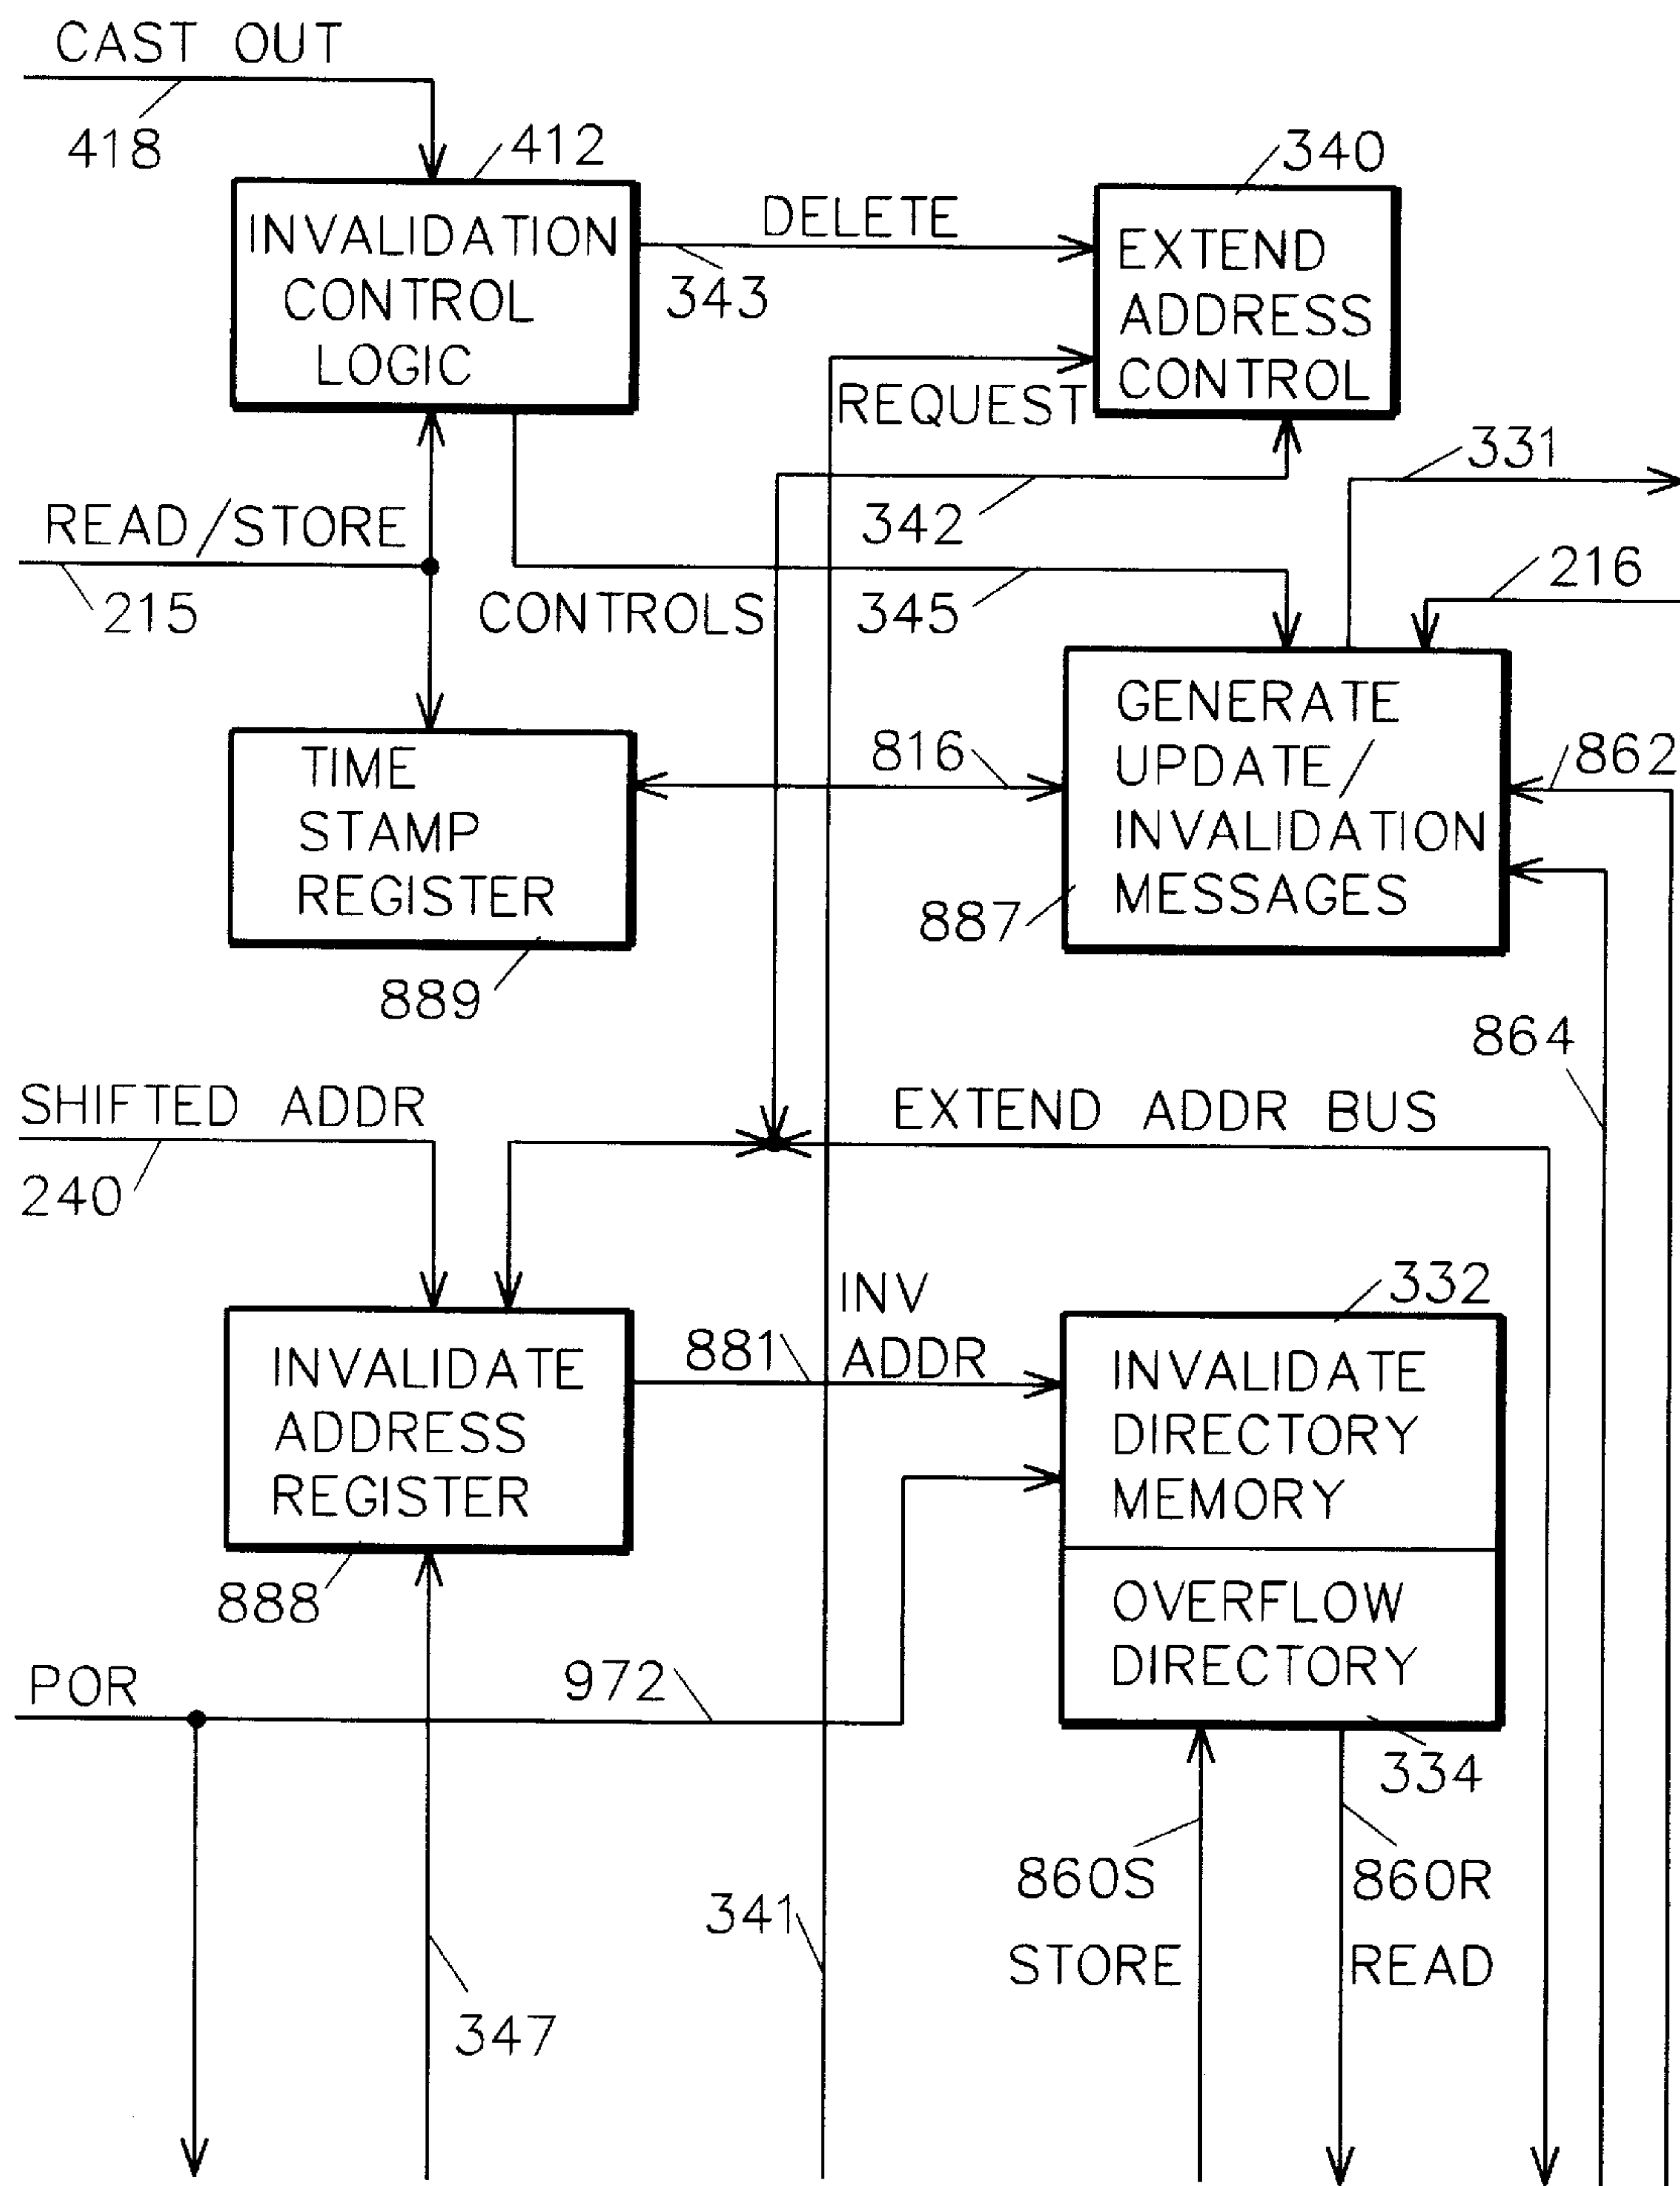 CAST OUT
418
412
340
INVALIDATION
CONTROL
LOGIC
DELETE
343
EXTEND
ADDRESS
CONTROL
REQUEST
331
READ/STORE
342
215
CONTROLS
345
216
TIME
STAMP
REGISTER
816
GENERATE
UPDATE/
INVALIDATION
MESSAGES
862
887
889
864
SHIFTED ADDR
EXTEND ADDR BUS
240
INV
ADDR
332
881
INVALIDATE
ADDRESS
REGISTER
INVALIDATE
DIRECTORY
MEMORY
888
OVERFLOW
DIRECTORY
POR
972
334
860S
860R
341
STORE
READ
347